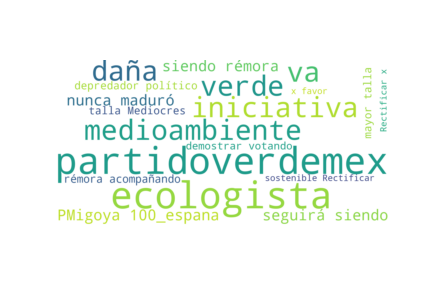 daña siendo rémora va
depredador político verde x favor
nunca maduró iniciativa
talla Mediocres
mayor talla
Rectificar x
medioambiente
demostrar votando
partidoverdemex
rémora acompañando sostenible Rectificar
ecologista
PMigoya 100_espana seguirá siendo